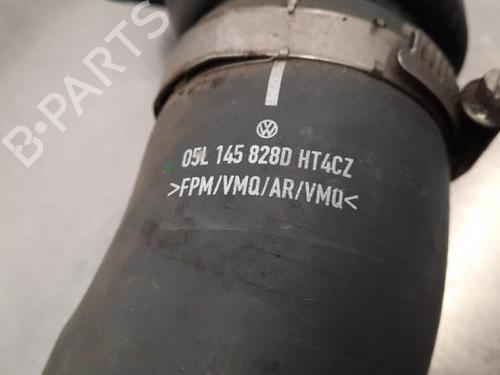 05L 145 828D HT4CZ
>FPM/VMQ/AR/VMQ<
B-PARTS